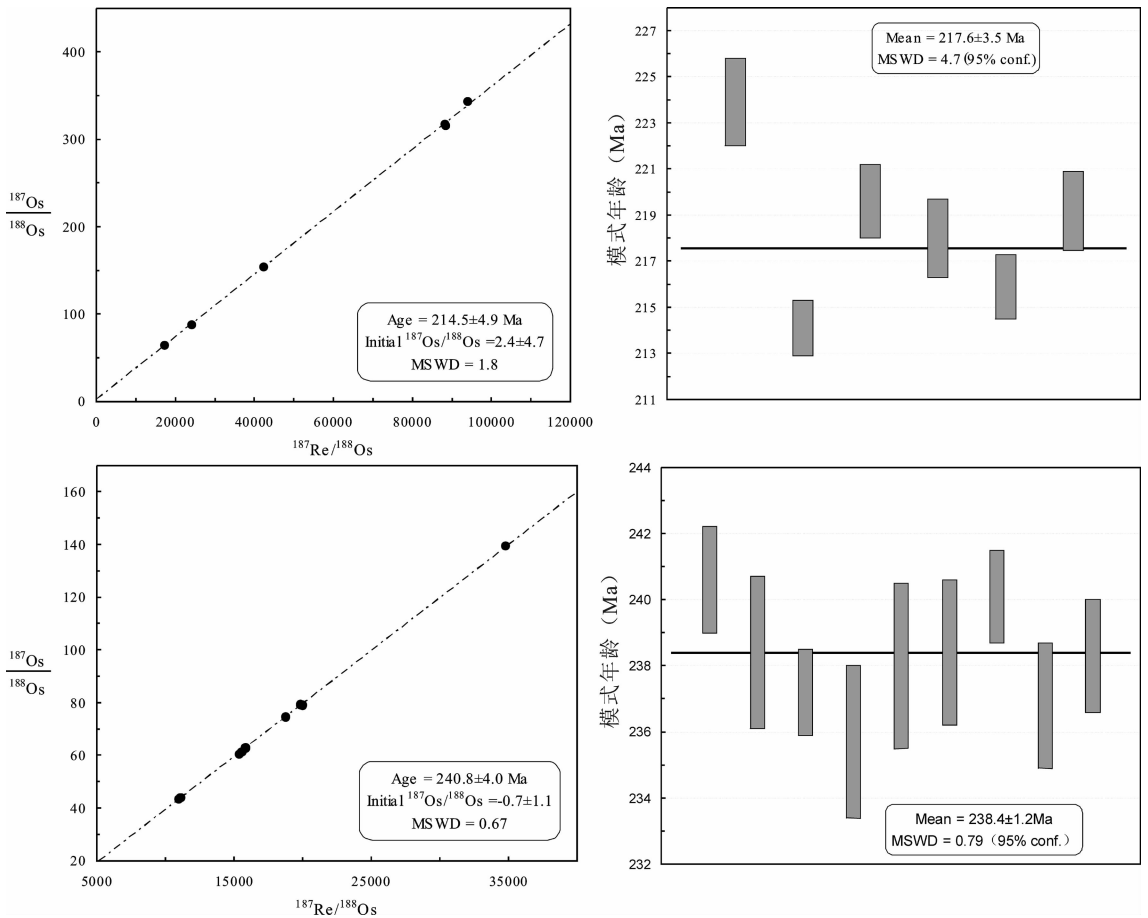 400
300
200
100
0
187Os
188Os
Age = 214.5±4.9 Ma
Initial 187Os/188Os =2.4±4.7
MSWD = 1.8
0 20000 40000 60000 80000 100000 120000
187Re/188Os
227
225
223
221
219
217
215
213
211
模式年龄（Ma）
Mean = 217.6±3.5 Ma
MSWD = 4.7 (95% conf.)
160
140
120
100
80
60
40
20
187Os
188Os
Age = 240.8±4.0 Ma
Initial 187Os/188Os =-0.7±1.1
MSWD = 0.67
5000 15000 25000 35000
187Re/188Os
244
242
240
238
236
234
232
模式年龄（Ma）
Mean = 238.4±1.2Ma
MSWD = 0.79（95% conf.）